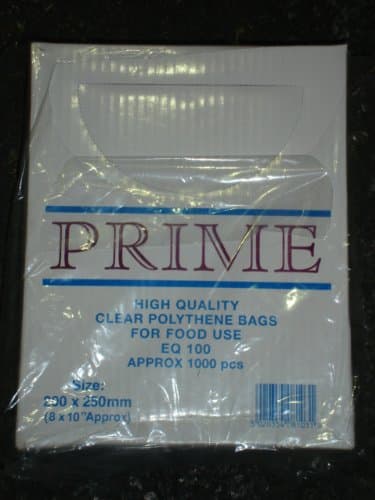 PRIME
HIGH QUALITY
CLEAR POLYTHENE BAGS
FOR FOOD USE
EQ 100
APPROX 1000 pcs
Size:
200 x 250mm
(8 x 10" Approx)